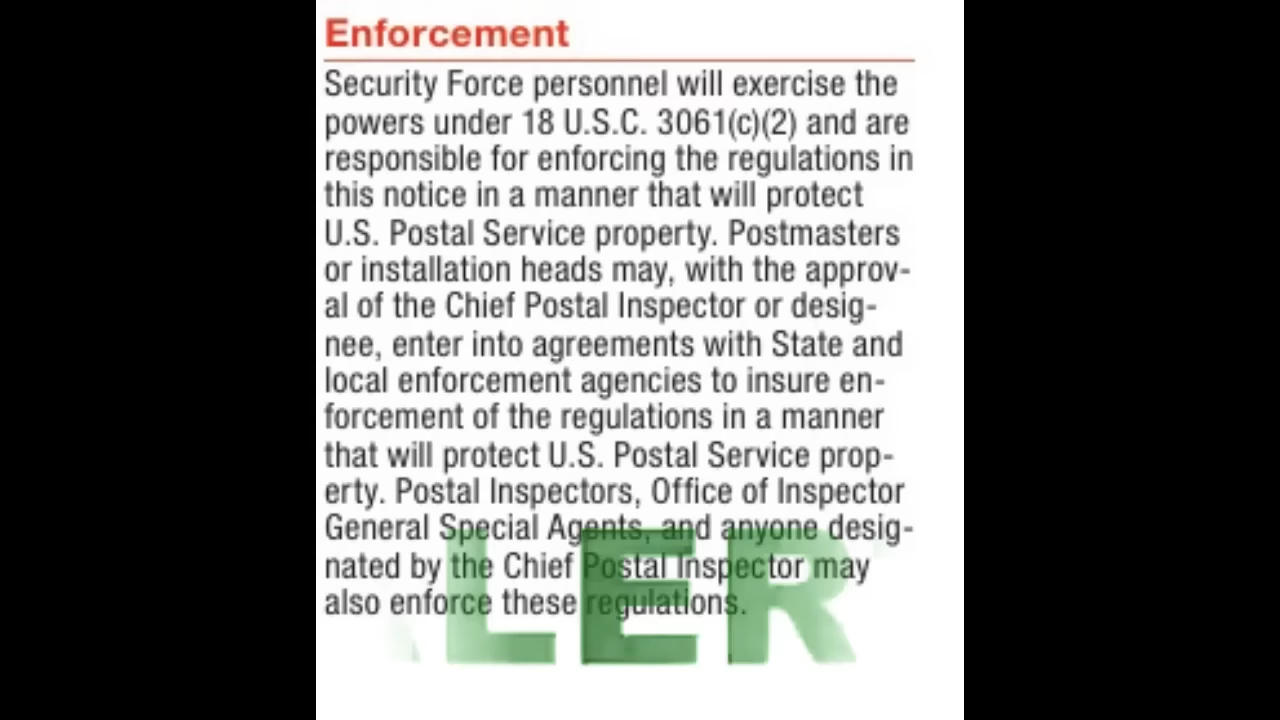 Enforcement
Security Force personnel will exercise the
powers under 18 U.S.C. 3061(c)(2) and are
responsible for enforcing the regulations in
this notice in a manner that will protect
U.S. Postal Service property. Postmasters
or installation heads may, with the approv-
al of the Chief Postal Inspector or desig-
nee, enter into agreements with State and
local enforcement agencies to insure en-
forcement of the regulations in a manner
that will protect U.S. Postal Service prop-
erty. Postal Inspectors, Office of Inspector
General Special Agents, and anyone desig-
nated by the Chief Postal Inspector may
also enforce these regulations.
LER